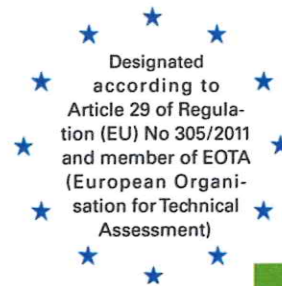 Designated
according to
Article 29 of Regula-
tion (EU) No 305/2011
and member of EOTA
(European Organi-
sation for Technical
Assessment)